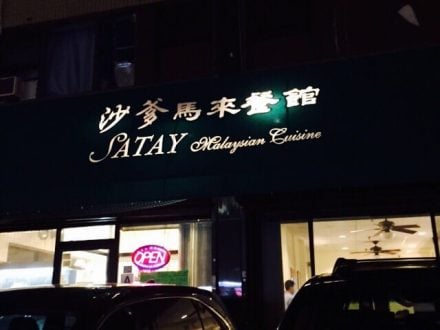 沙爹馬來餐館
SATAY Malaysian Cuisine
OPEN
A